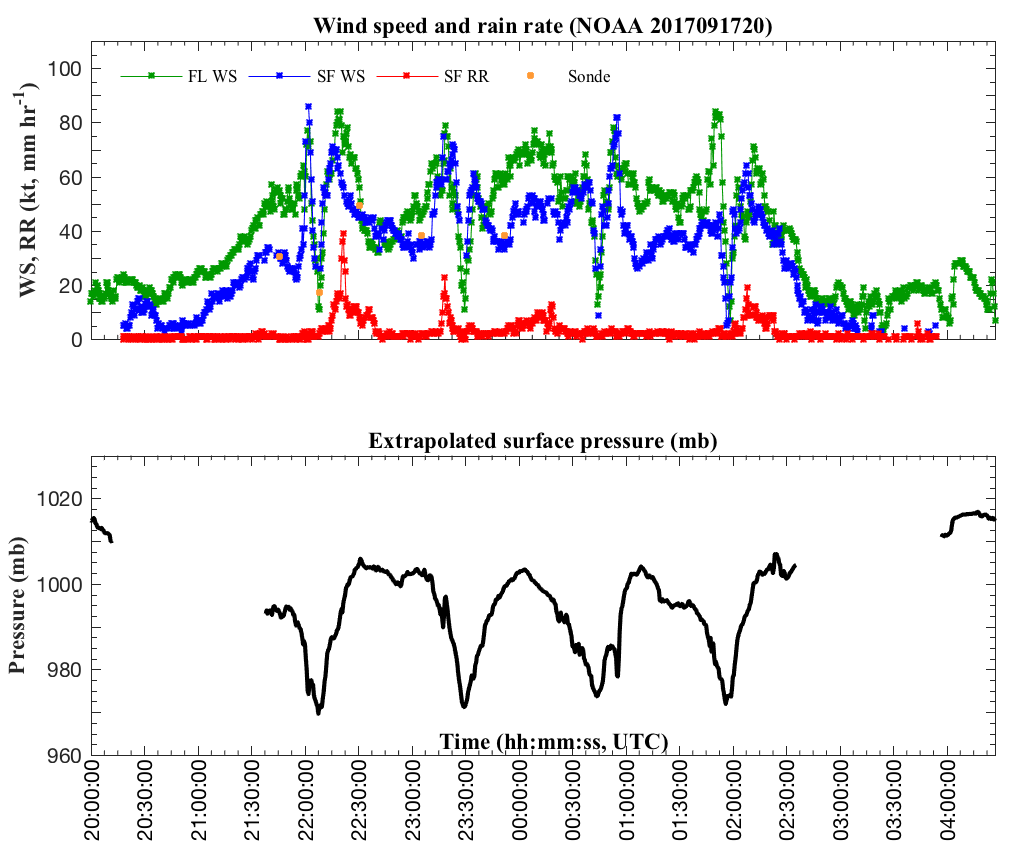 Wind speed and rain rate (NOAA 2017091720)
WS, RR (kt, mm hr-1)
100
80
60
40
20
0
FL WS SF WS SF RR Sonde
Extrapolated surface pressure (mb)
Pressure (mb)
1020
1000
980
960
Time (hh:mm:ss, UTC)
20:00:00 20:30:00 21:00:00 21:30:00 22:00:00 22:30:00 23:00:00 23:30:00 00:00:00 00:30:00 01:00:00 01:30:00 02:00:00 02:30:00 03:00:00 03:30:00 04:00:00